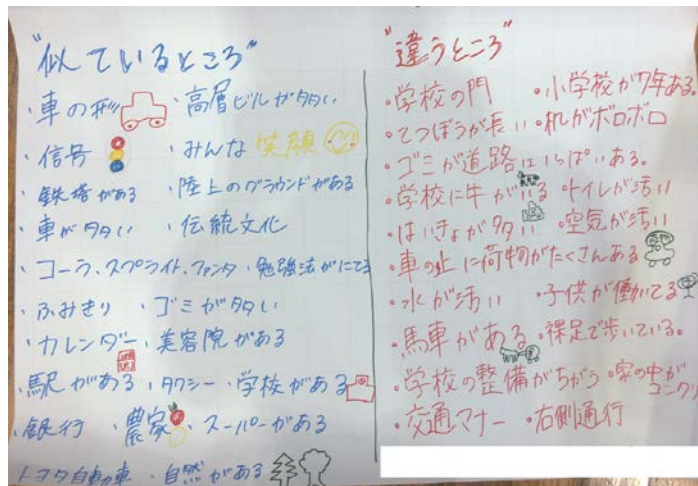 "似ているところ"
・車の形
・高層ビルが多い
・信号
・みんな笑顔
・鉄塔がある
・陸上のグラウンドがある
・車が多い
・伝統文化
・コーラ、スプライト、ファンタ
・勉強法がにてる
・ふみきり
・ゴミが多い
・カレンダー
・美容院がある
・駅がある
・タクシー
・学校がある
・銀行
・農家
・スーパーがある
トヨタ自動車
・自然がある
"違うところ"
・学校の門
・小学校が7年ある。
・てつぼうが長い
・机がボロボロ
・ゴミが道路にいっぱいある。
・学校に牛がいる
・トイレが汚い
・はいきょが多い
・空気が汚い
・車の上に荷物がたくさんある
・水が汚い
・子供が働いてる
・馬車がある
・裸足で歩いている。
・学校の整備がちがう
・家の中がコンクリ
・交通マナー
・右側通行